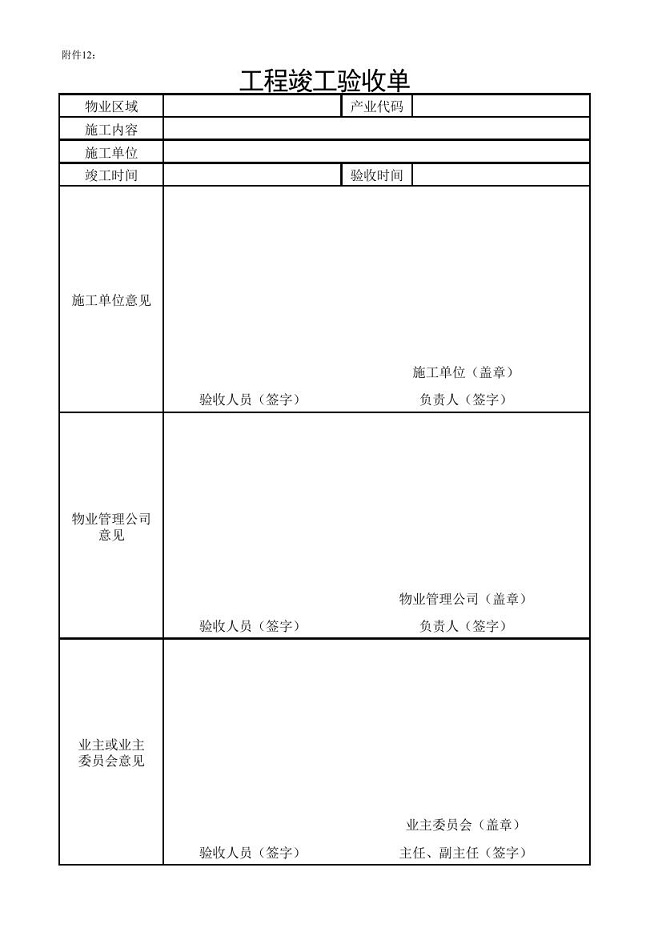 附件12：
工程竣工验收单
物业区域 产业代码
施工内容
施工单位
竣工时间 验收时间
施工单位意见
施工单位（盖章）
验收人员（签字） 负责人（签字）
物业管理公司
意见
物业管理公司（盖章）
验收人员（签字） 负责人（签字）
业主或业主
委员会意见
业主委员会（盖章）
验收人员（签字） 主任、副主任（签字）